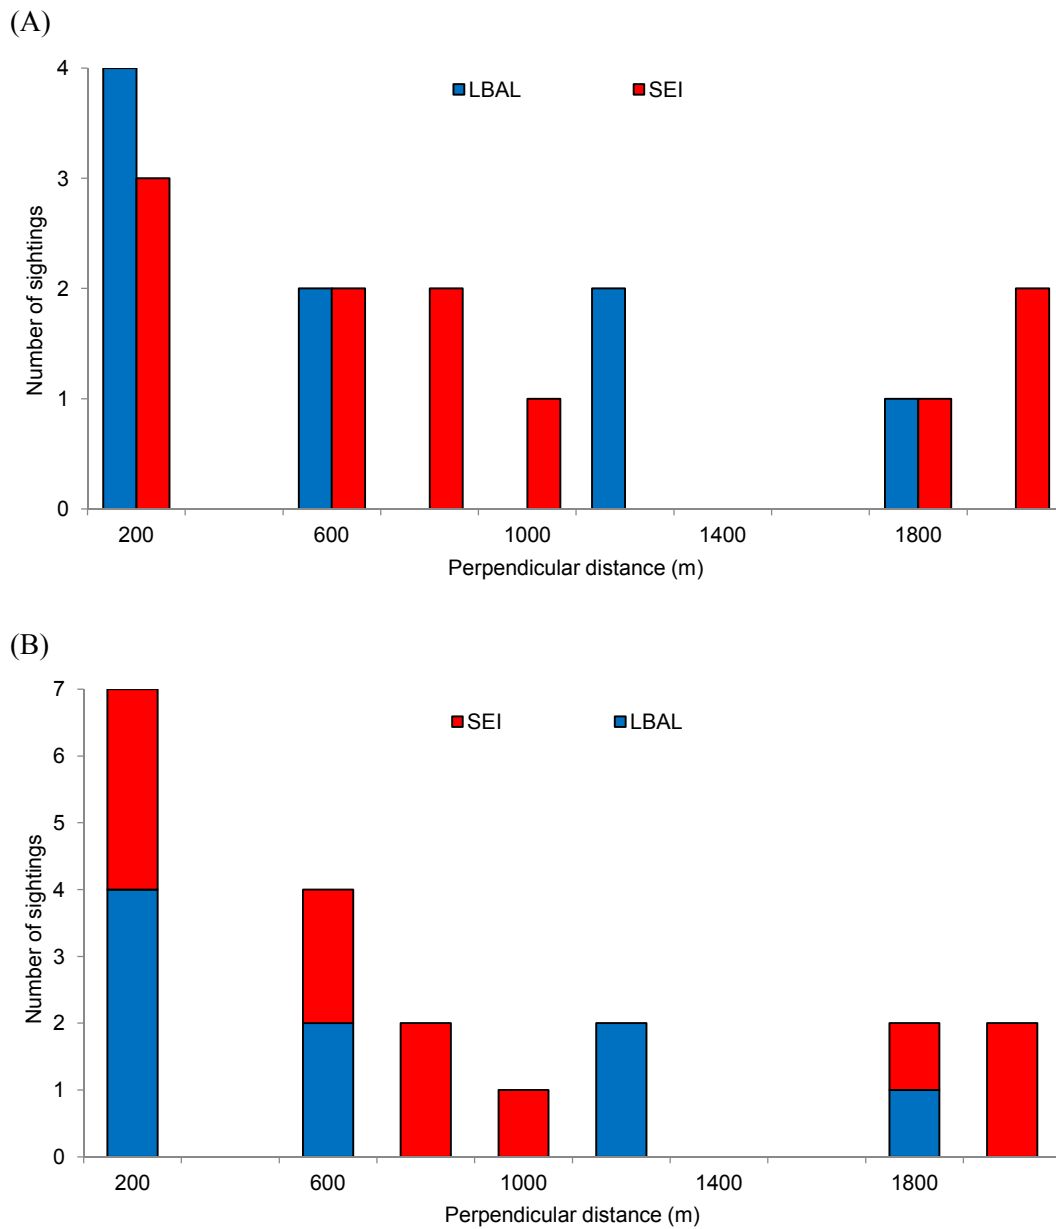 (A)
4
LBAL SEI
3
Number of sightings
2
1
0
200 600 1000 1400 1800
Perpendicular distance (m)
(B)
7
SEI LBAL
6
5
4
Number of sightings
3
2
1
0
200 600 1000 1400 1800
Perpendicular distance (m)